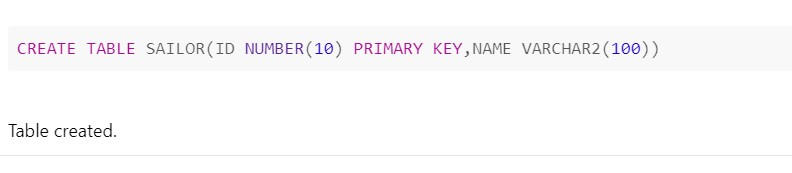 CREATE TABLE SAILOR(ID NUMBER(10) PRIMARY KEY,NAME VARCHAR2(100))
Table created.